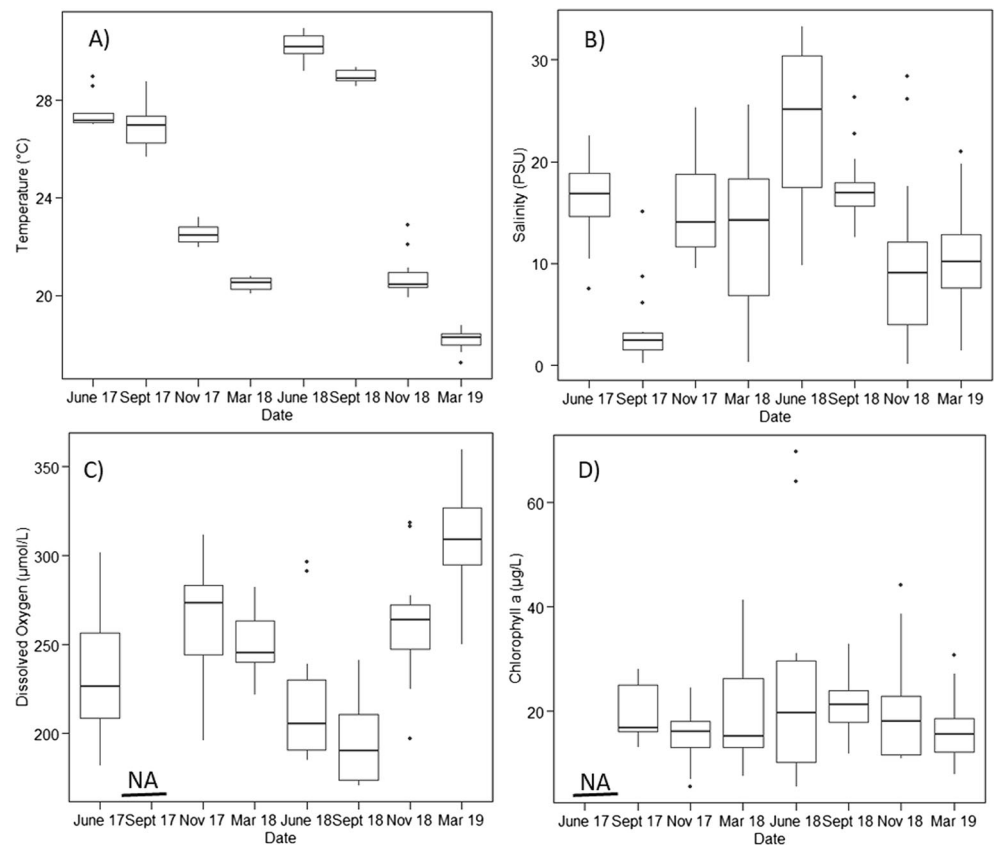 A)
Temperature (°C)
28
24
20
June 17 Sept 17 Nov 17 Mar 18 June 18 Sept 18 Nov 18 Mar 19
Date
B)
Salinity (PSU)
30
20
10
0
June 17 Sept 17 Nov 17 Mar 18 June 18 Sept 18 Nov 18 Mar 19
Date
C)
Dissolved Oxygen (µmol/L)
350
300
250
200
NA
June 17 Sept 17 Nov 17 Mar 18 June 18 Sept 18 Nov 18 Mar 19
Date
D)
Chlorophyll a (µg/L)
60
40
20
NA
June 17 Sept 17 Nov 17 Mar 18 June 18 Sept 18 Nov 18 Mar 19
Date